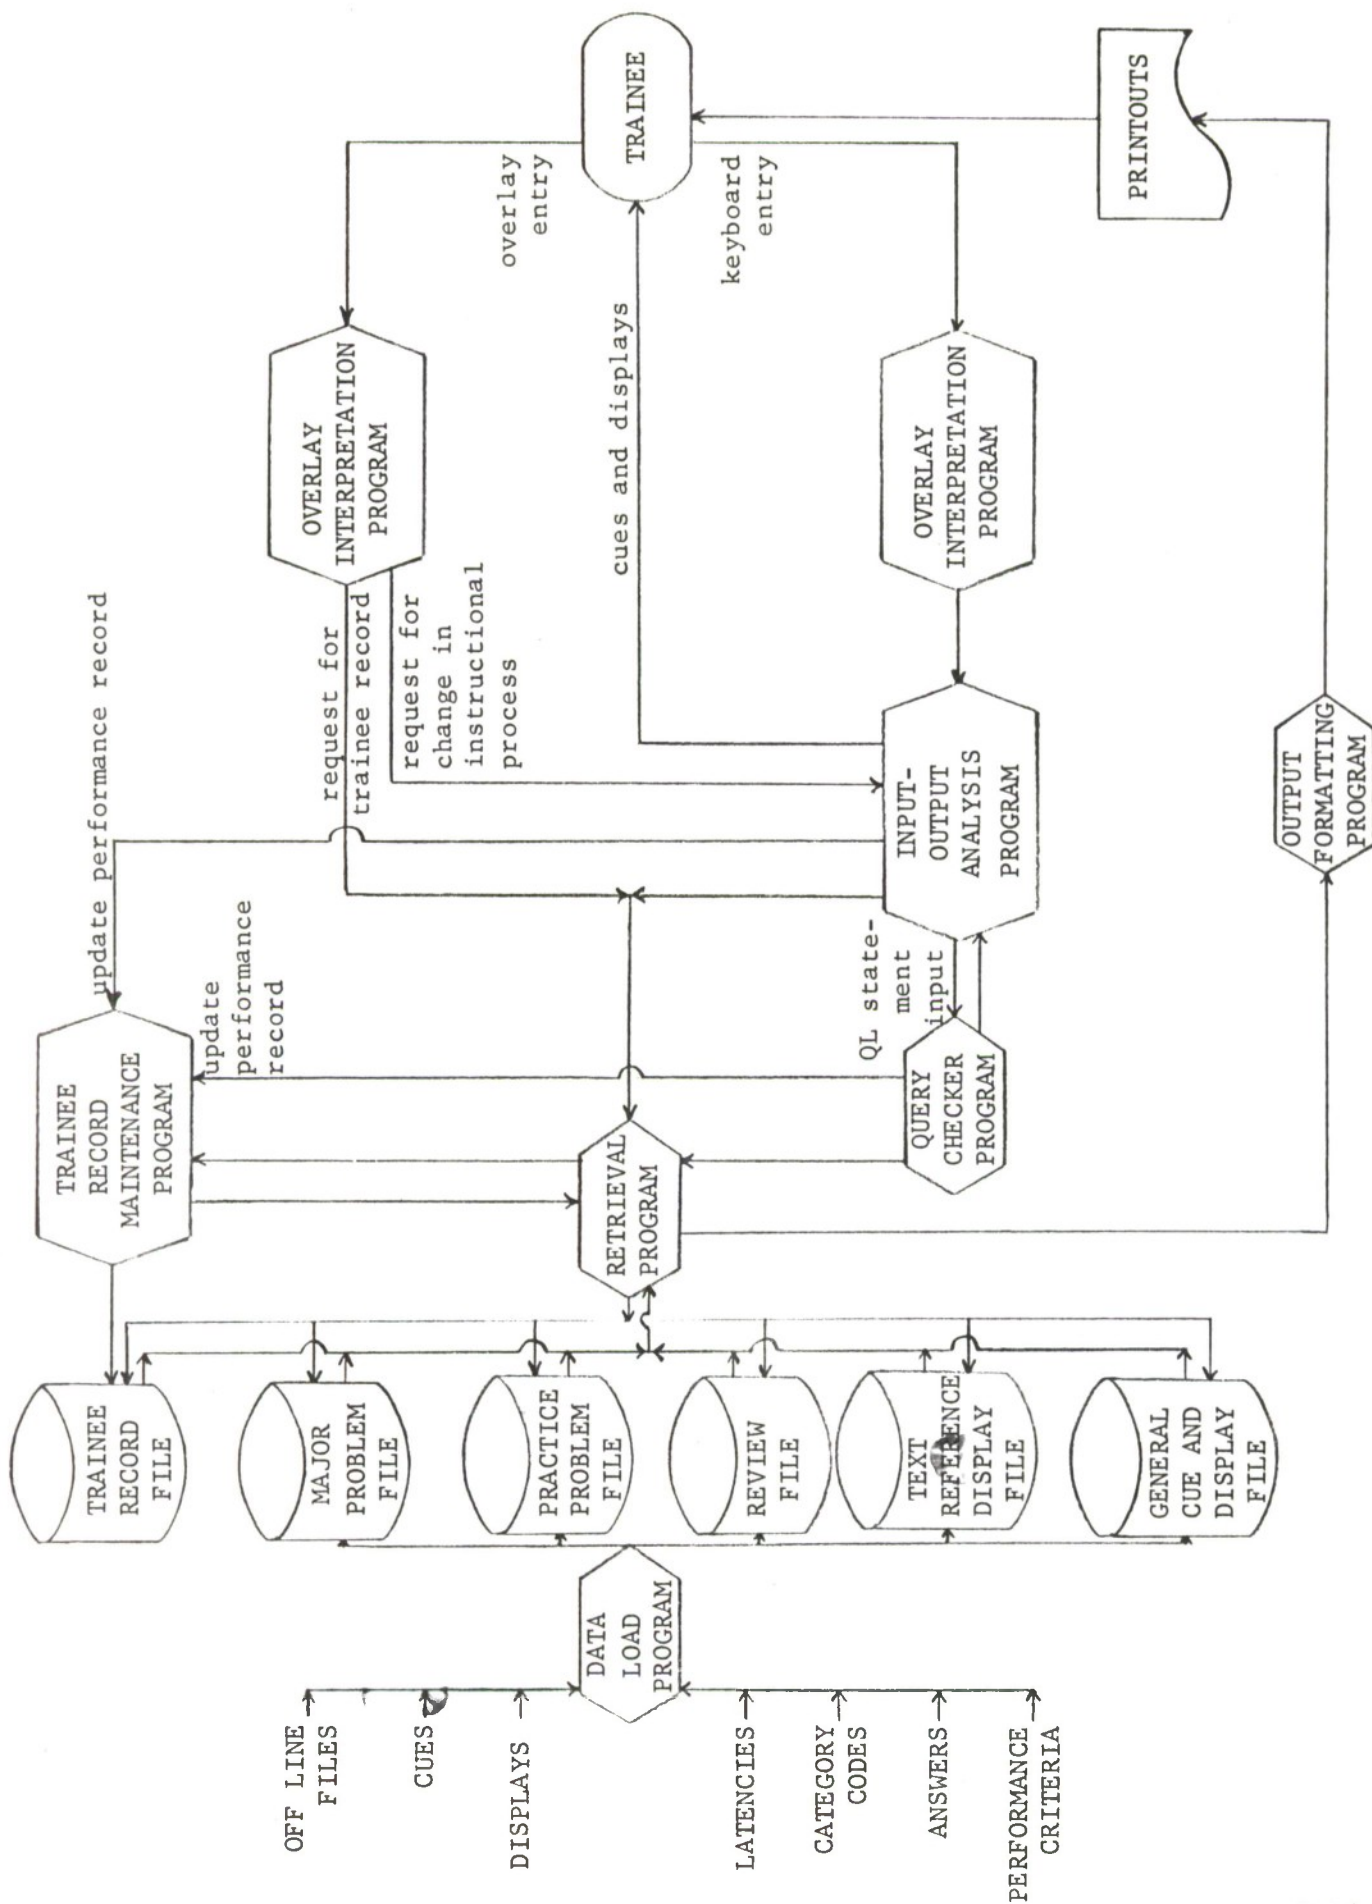 OFF LINE
FILES
CUES
DISPLAYS
LATENCIES
CATEGORY
CODES
ANSWERS
PERFORMANCE
CRITERIA
DATA
LOAD
PROGRAM
TRAINEE
RECORD
FILE
MAJOR
PROBLEM
FILE
PRACTICE
PROBLEM
FILE
REVIEW
FILE
TEXT
REFERENCE
DISPLAY
FILE
GENERAL
CUE AND
DISPLAY
FILE
TRAINEE
RECORD
MAINTENANCE
PROGRAM
update performance record
update
performance
record
RETRIEVAL
PROGRAM
QUERY
CHECKER
PROGRAM
QL state-
ment
input
request for
trainee record
request for
change in
instructional
process
INPUT-
OUTPUT
ANALYSIS
PROGRAM
OUTPUT
FORMATTING
PROGRAM
OVERLAY
INTERPRETATION
PROGRAM
cues and displays
OVERLAY
INTERPRETATION
PROGRAM
overlay
entry
TRAINEE
keyboard
entry
PRINTOUTS